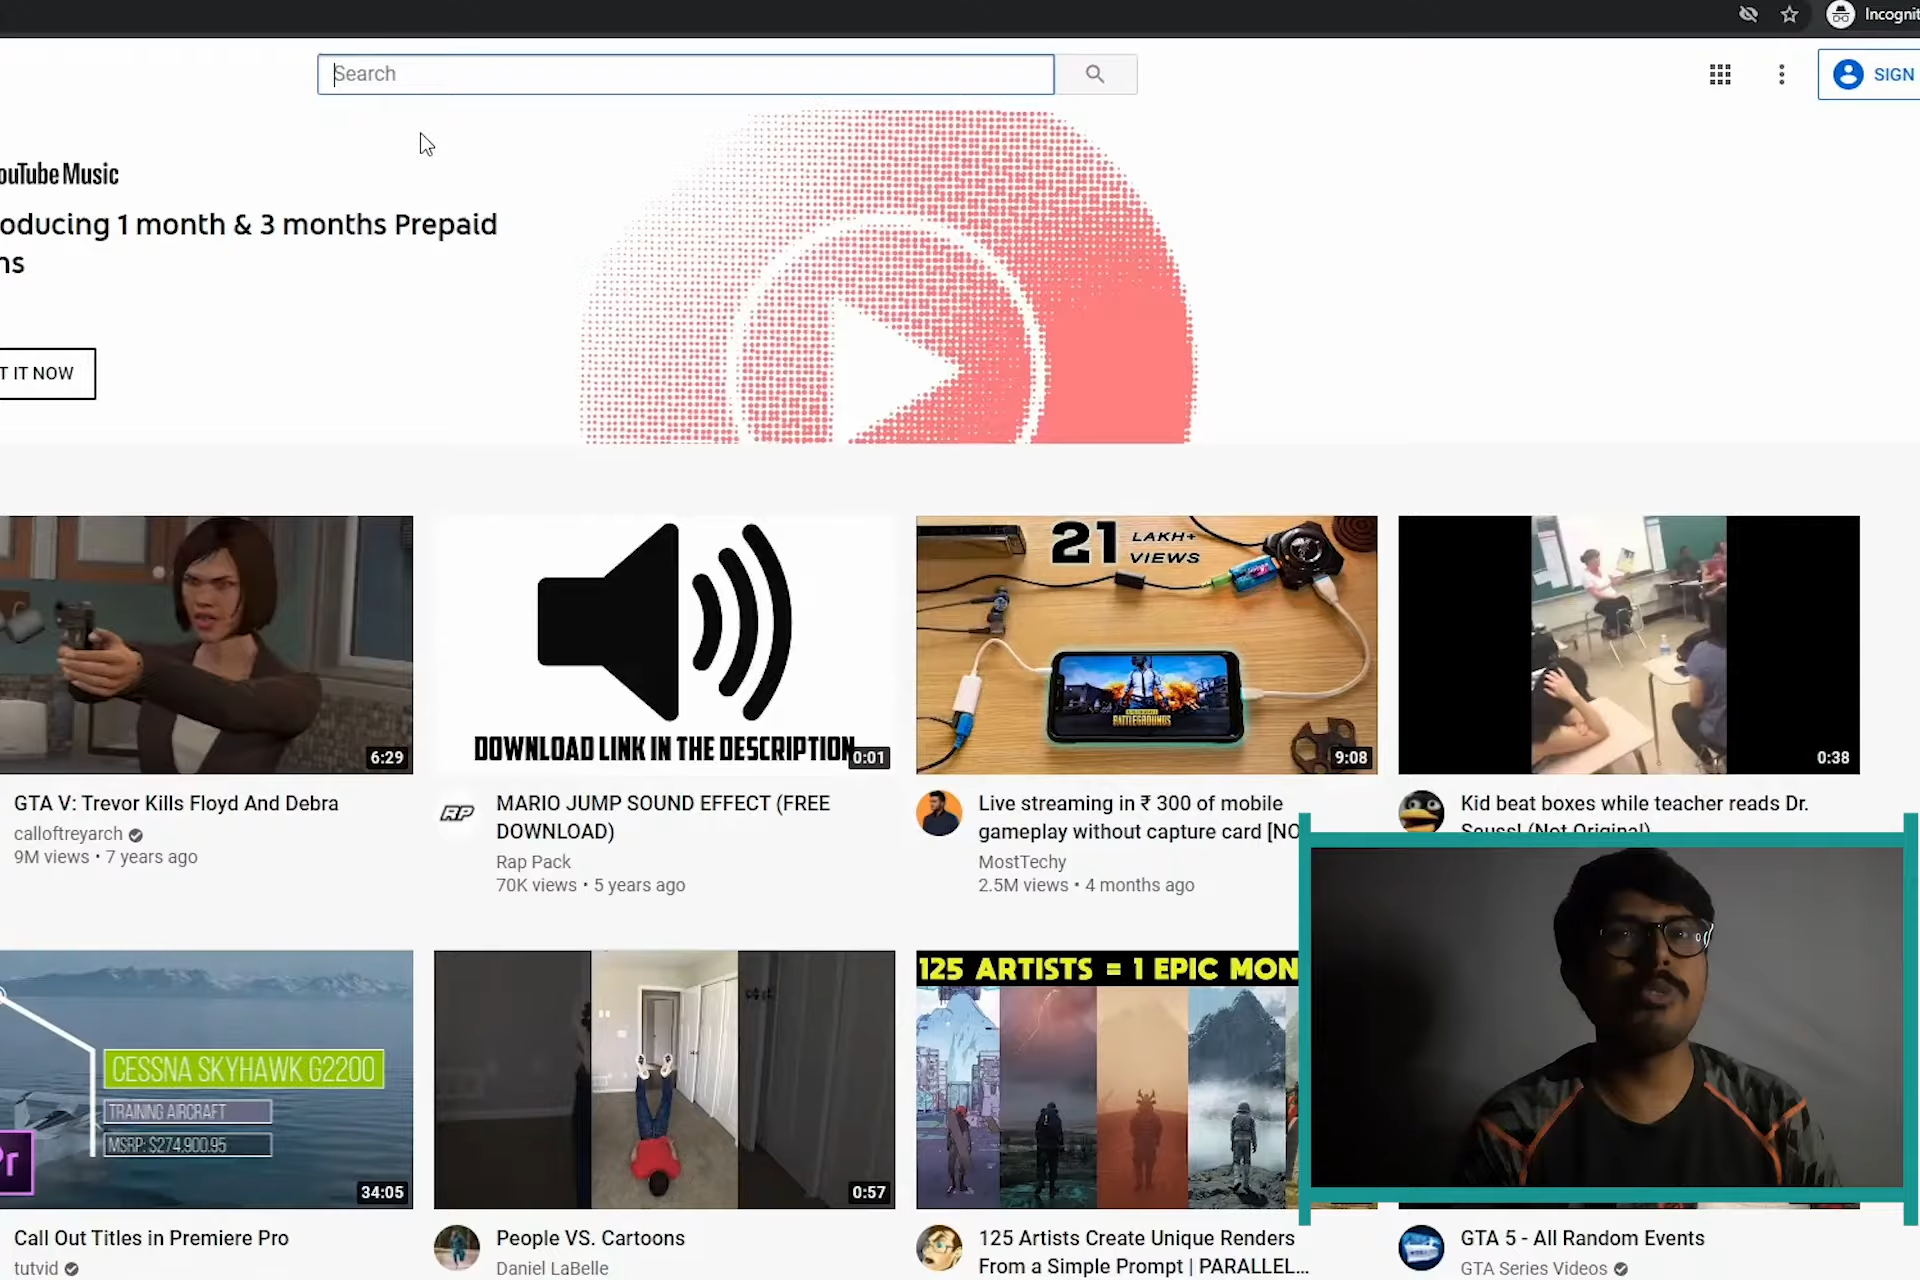 Incognit
Search
SIGN
ouTube Music
oducing 1 month & 3 months Prepaid
ns
T IT NOW
6:29
DOWNLOAD LINK IN THE DESCRIPTION
0:01
21 LAKH+
VIEWS
BATTLEGROUNDS
9:08
0:38
GTA V: Trevor Kills Floyd And Debra
calloftreyarch
9M views • 7 years ago
RP
MARIO JUMP SOUND EFFECT (FREE
DOWNLOAD)
Rap Pack
70K views • 5 years ago
Live streaming in ₹ 300 of mobile
gameplay without capture card [NO
MostTechy
2.5M views • 4 months ago
Kid beat boxes while teacher reads Dr.
Seuss! (Not Original)
CESSNA SKYHAWK G2200
TRAINING AIRCRAFT
MSRP: $274,900.95
Pr
34:05
0:57
125 ARTISTS = 1 EPIC MON
Call Out Titles in Premiere Pro
tutvid
People VS. Cartoons
Daniel LaBelle
125 Artists Create Unique Renders
From a Simple Prompt | PARALLEL...
GTA 5 - All Random Events
GTA Series Videos